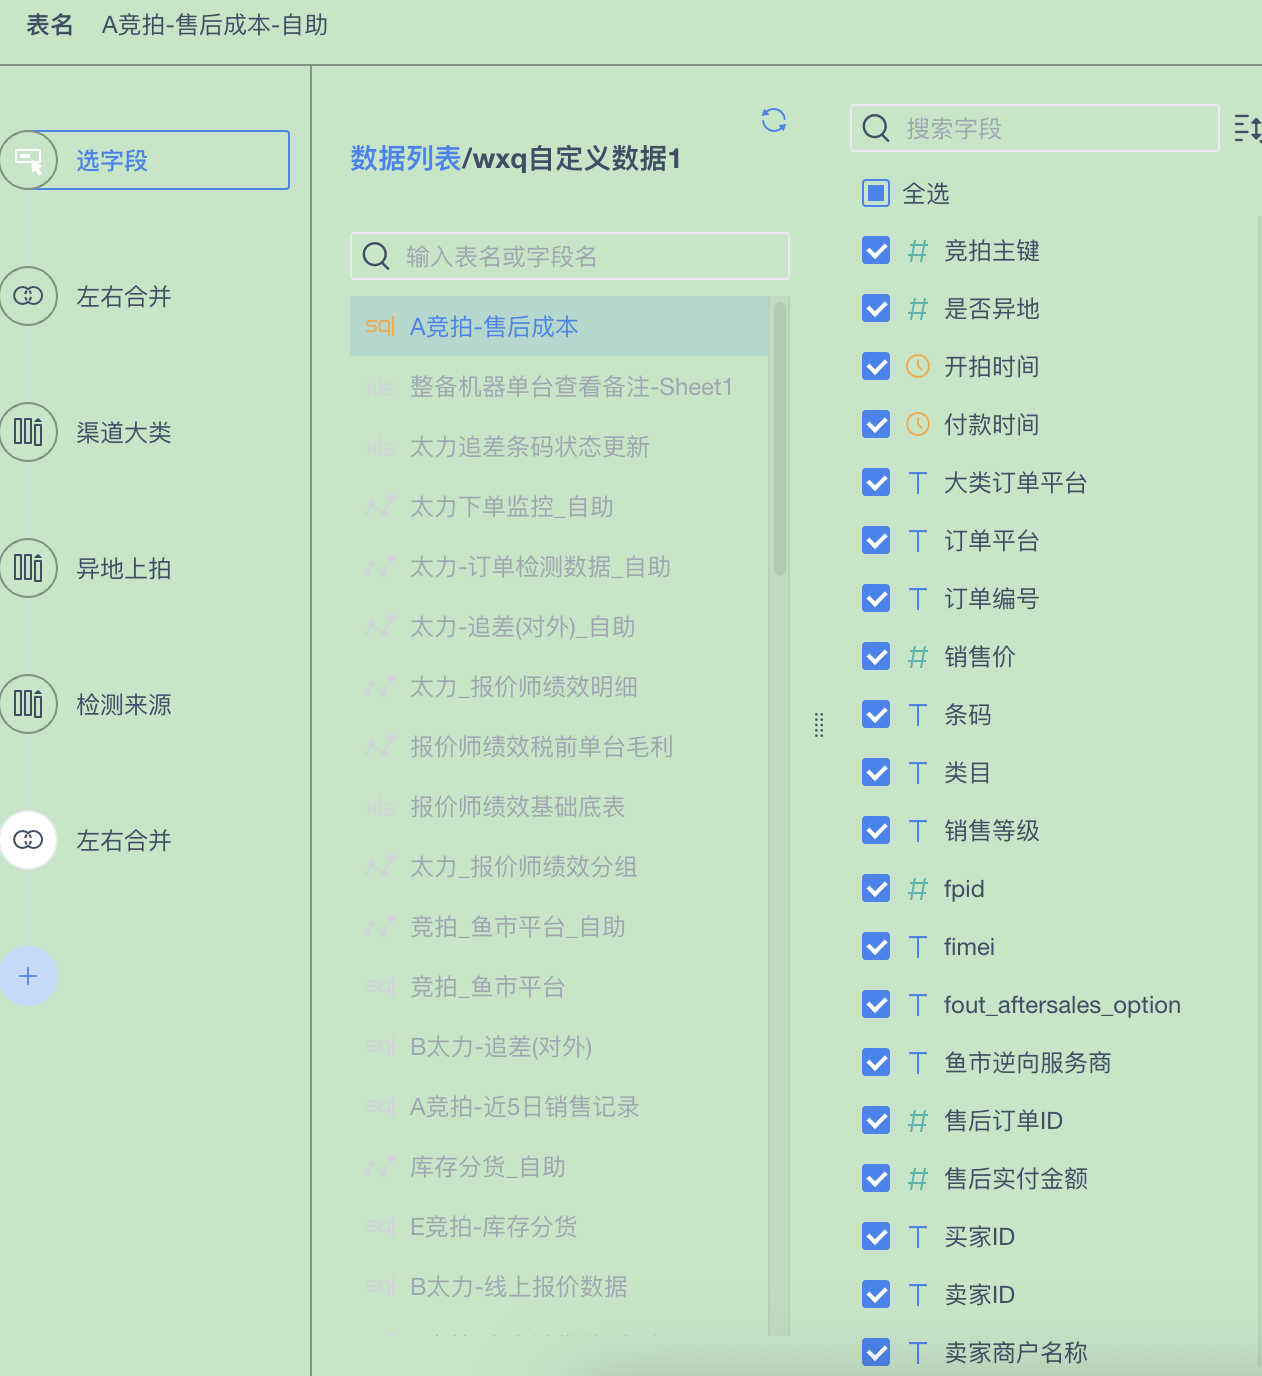 表名 A竞拍-售后成本-自助
选字段
左右合并
渠道大类
异地上拍
检测来源
左右合并
数据列表/wxq自定义数据1
输入表名或字段名
sql A竞拍-售后成本
xls 整备机器单台查看备注-Sheet1
xls 太力追差条码状态更新
太力下单监控_自助
太力-订单检测数据_自助
太力-追差(对外)_自助
太力_报价师绩效明细
报价师绩效税前单台毛利
xls 报价师绩效基础底表
太力_报价师绩效分组
竞拍_鱼市平台_自助
sql 竞拍_鱼市平台
sql B太力-追差(对外)
sql A竞拍-近5日销售记录
库存分货_自助
sql E竞拍-库存分货
sql B太力-线上报价数据
搜索字段
全选
# 竞拍主键
# 是否异地
开拍时间
付款时间
T 大类订单平台
T 订单平台
T 订单编号
# 销售价
T 条码
T 类目
T 销售等级
# fpid
T fimei
T fout_aftersales_option
T 鱼市逆向服务商
# 售后订单ID
# 售后实付金额
T 买家ID
T 卖家ID
T 卖家商户名称